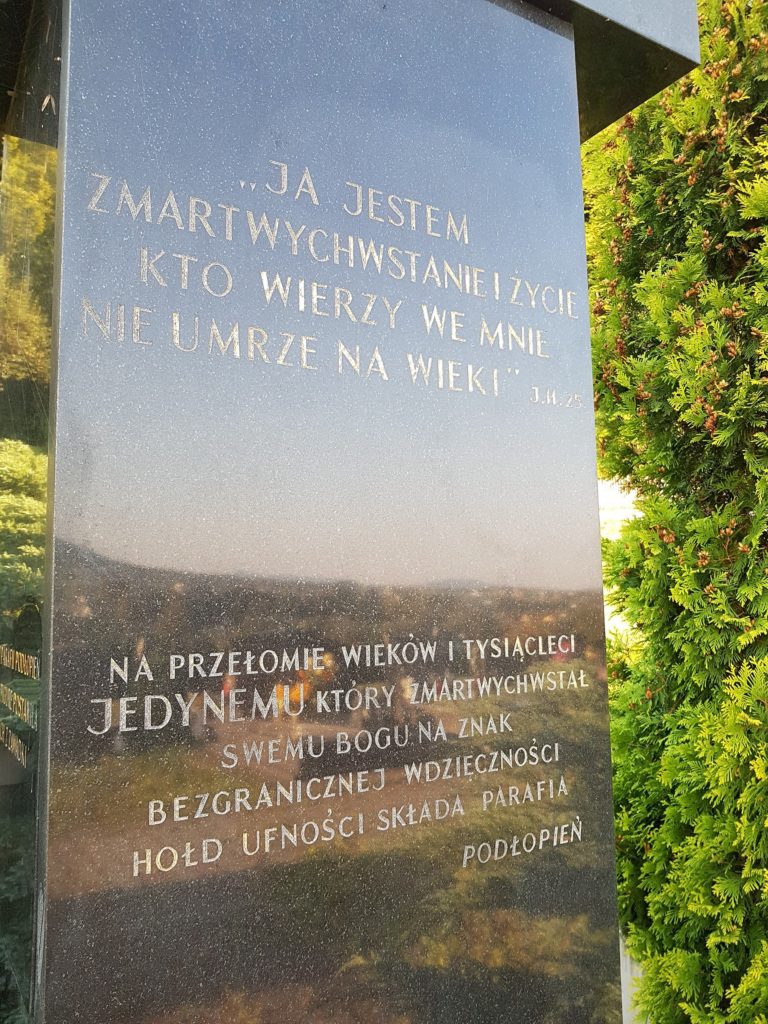 „JA JESTEM
ZMARTWYCHWSTANIE I ŻYCIE
KTO WIERZY WE MNIE
NIE UMRZE NA WIEKI" J.11.25
NA PRZEŁOMIE WIEKÓW I TYSIĄCLECI
JEDYNEMU KTÓRY ZMARTWYCHWSTAŁ
SWEMU BOGU NA ZNAK
BEZGRANICZNEJ WDZIĘCZNOŚCI
HOŁD UFNOŚCI SKŁADA PARAFIA
PODŁOPIEŃ